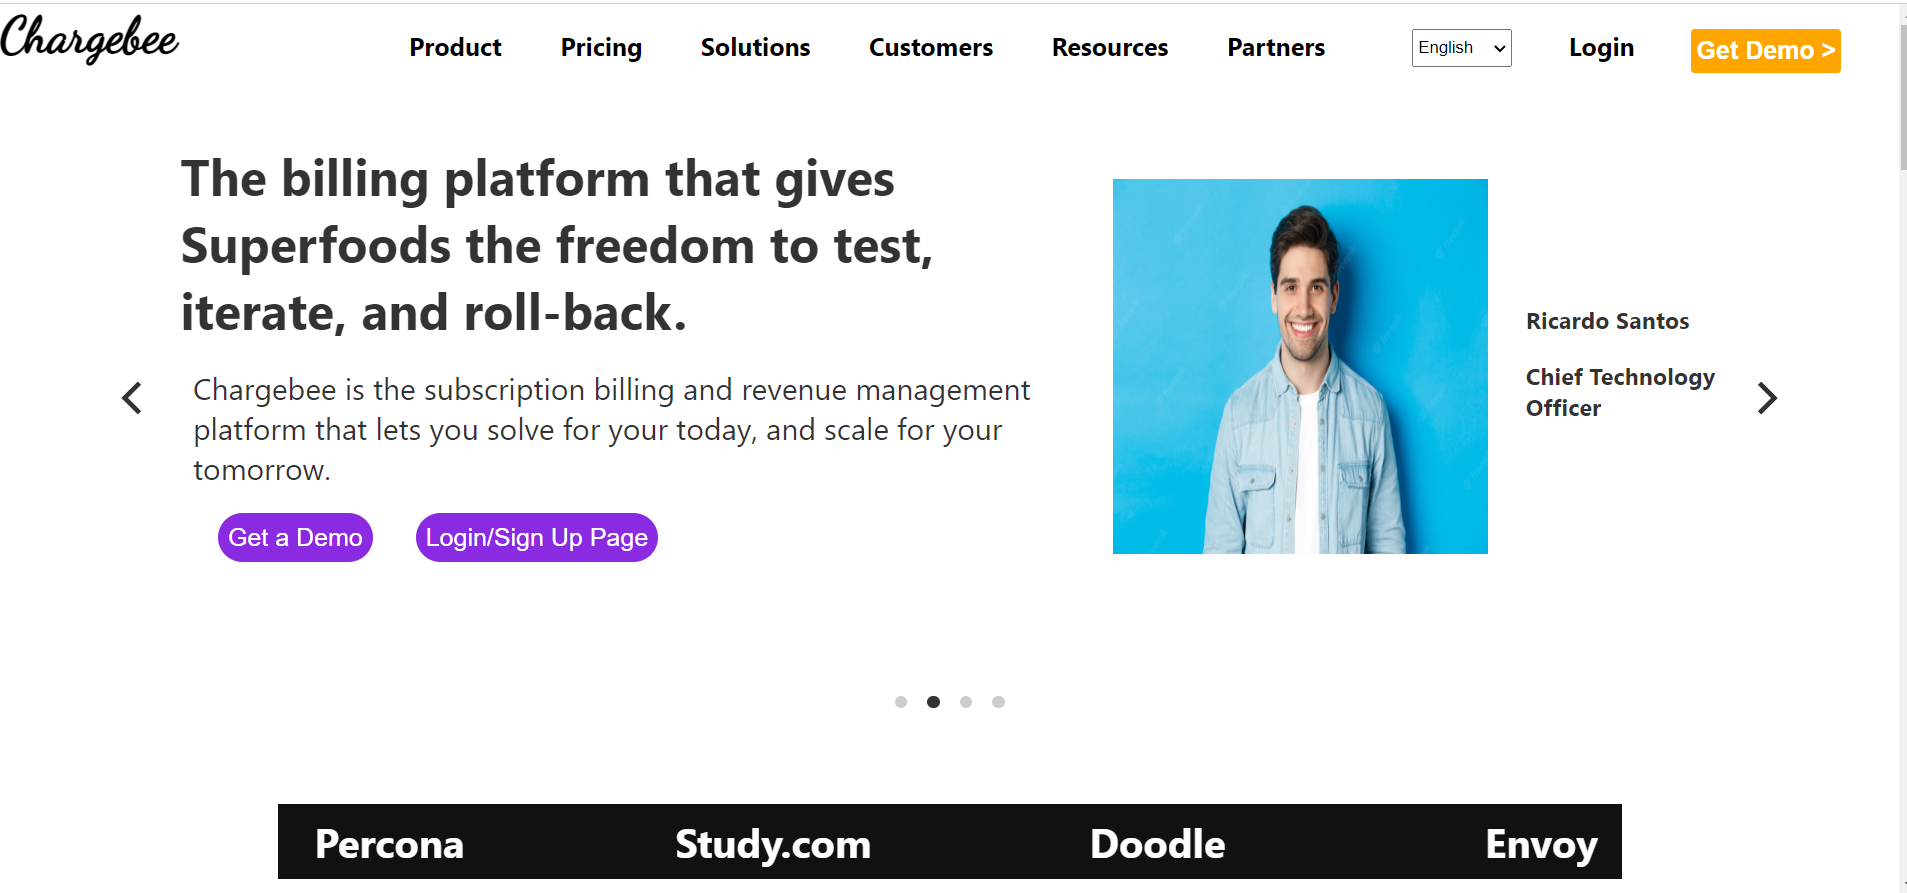 Chargebee
Product Pricing Solutions Customers Resources Partners English Login Get Demo >
The billing platform that gives
Superfoods the freedom to test,
iterate, and roll-back.
Chargebee is the subscription billing and revenue management
platform that lets you solve for your today, and scale for your
tomorrow.
Get a Demo Login/Sign Up Page
Ricardo Santos
Chief Technology
Officer
Percona Study.com Doodle Envoy